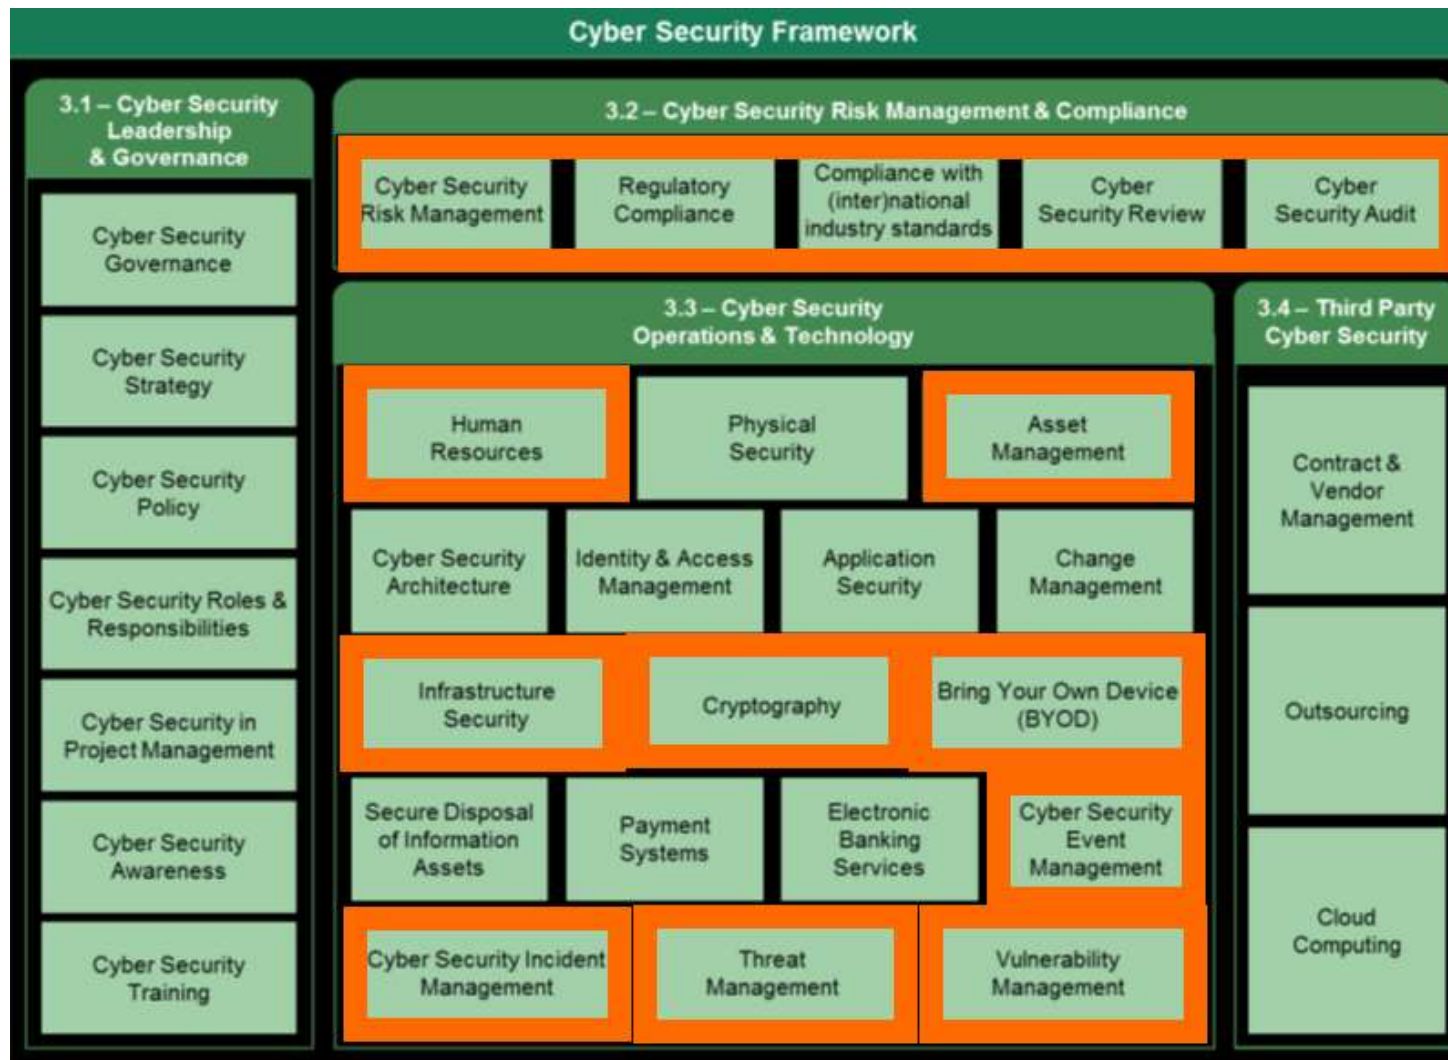 Cyber Security Framework
3.1 – Cyber Security
Leadership
& Governance
Cyber Security
Governance
Cyber Security
Strategy
Cyber Security
Policy
Cyber Security Roles &
Responsibilities
Cyber Security in
Project Management
Cyber Security
Awareness
Cyber Security
Training
3.2 – Cyber Security Risk Management & Compliance
Cyber Security
Risk Management
Regulatory
Compliance
Compliance with
(inter)national
industry standards
Cyber
Security Review
Cyber
Security Audit
3.3 – Cyber Security
Operations & Technology
Human
Resources
Physical
Security
Asset
Management
Cyber Security
Architecture
Identity & Access
Management
Application
Security
Change
Management
Infrastructure
Security
Cryptography
Bring Your Own Device
(BYOD)
Secure Disposal
of Information
Assets
Payment
Systems
Electronic
Banking
Services
Cyber Security
Event
Management
Cyber Security Incident
Management
Threat
Management
Vulnerability
Management
3.4 – Third Party
Cyber Security
Contract &
Vendor
Management
Outsourcing
Cloud
Computing